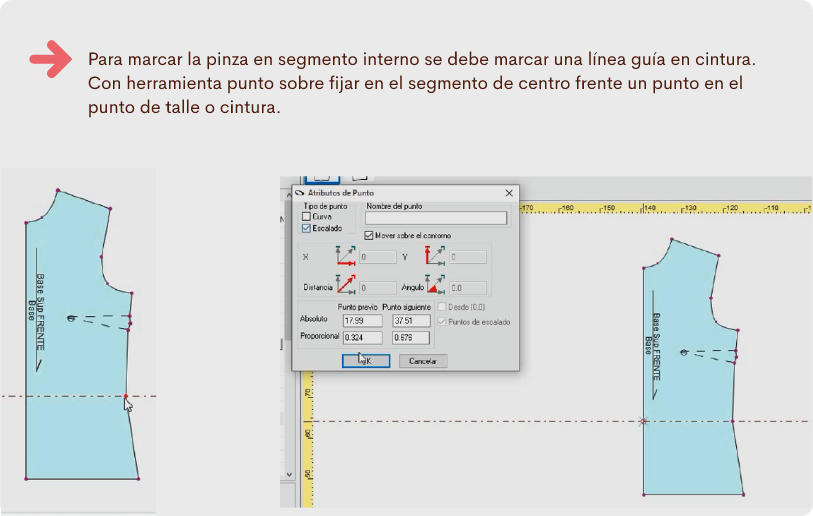 Para marcar la pinza en segmento interno se debe marcar una línea guía en cintura.
Con herramienta punto sobre fijar en el segmento de centro frente un punto en el
punto de talle o cintura.
Base Sup FRENTE
Base
Atributos de Punto
Tipo de punto
Curva
Escalado
Nombre del punto
Mover sobre el contorno
X 0 Y 0
Distancia 0 Angulo 0.0
Punto previo Punto siguiente
Absoluto 17.99 37.51
Proporcional 0.324 0.676
Desde (0,0)
Puntos de escalado
OK Cancelar
-170 -160 -150 -140 -130 -120 -110
Base Sup FRENTE
Base